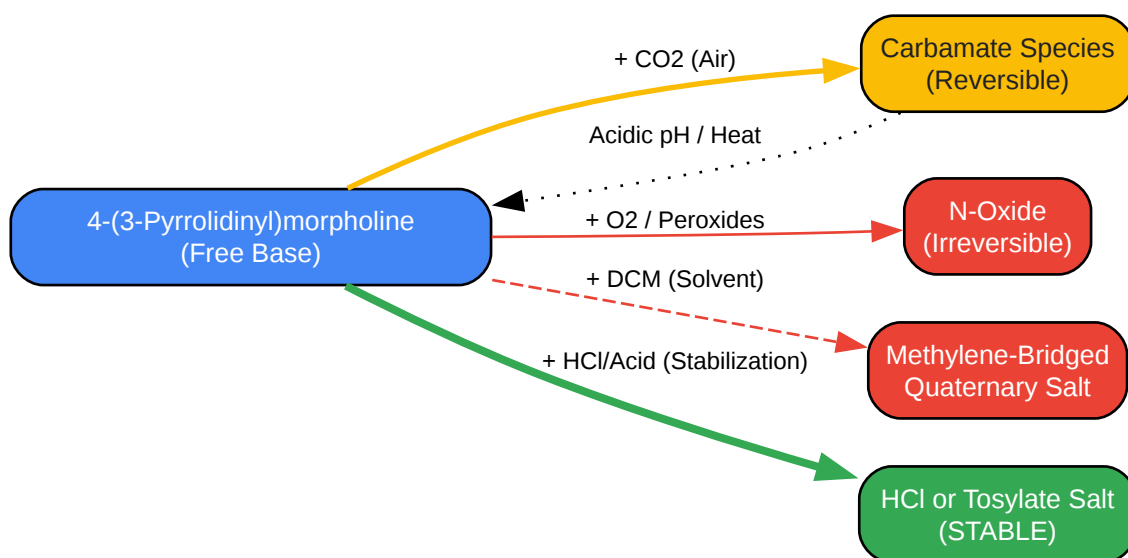 + CO2 (Air)
Carbamate Species
(Reversible)
Acidic pH / Heat
4-(3-Pyrrolidinyl)morpholine
(Free Base)
+ O2 / Peroxides
N-Oxide
(Irreversible)
+ DCM (Solvent)
Methylene-Bridged
Quaternary Salt
+ HCl/Acid (Stabilization)
HCl or Tosylate Salt
(STABLE)